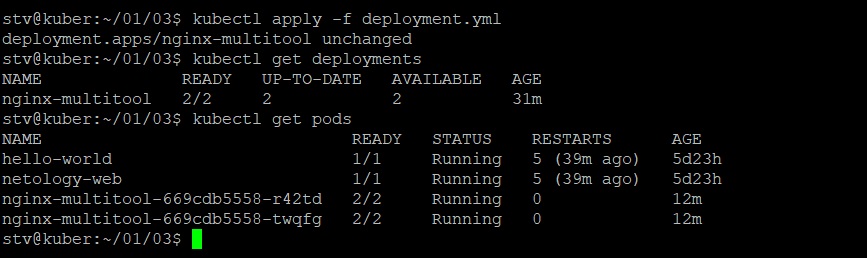 stv@kuber:~/01/03$ kubectl apply -f deployment.yml
deployment.apps/nginx-multitool unchanged
stv@kuber:~/01/03$ kubectl get deployments
NAME READY UP-TO-DATE AVAILABLE AGE
nginx-multitool 2/2 2 2 31m
stv@kuber:~/01/03$ kubectl get pods
NAME READY STATUS RESTARTS AGE
hello-world 1/1 Running 5 (39m ago) 5d23h
netology-web 1/1 Running 5 (39m ago) 5d23h
nginx-multitool-669cdb5558-r42td 2/2 Running 0 12m
nginx-multitool-669cdb5558-twqfg 2/2 Running 0 12m
stv@kuber:~/01/03$